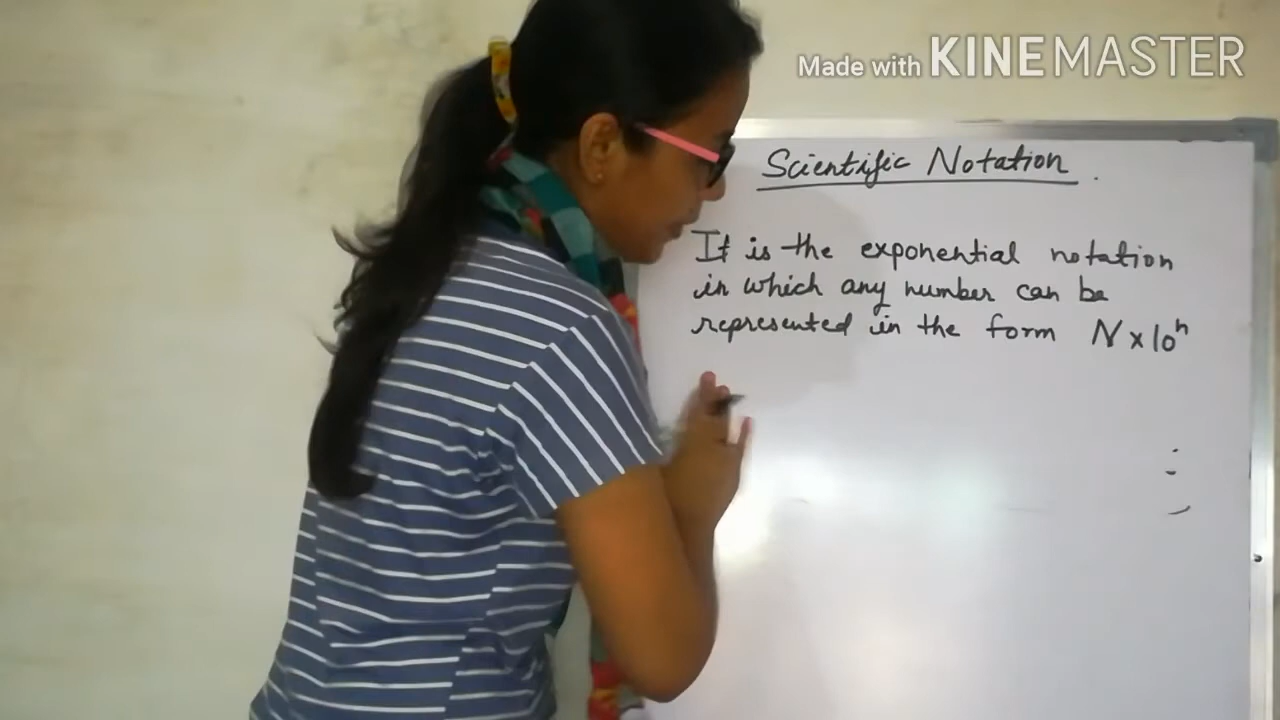 Made with KINEMASTER
Scientific Notation.
It is the exponential notation
in which any number can be
represented in the form N x 10ⁿ